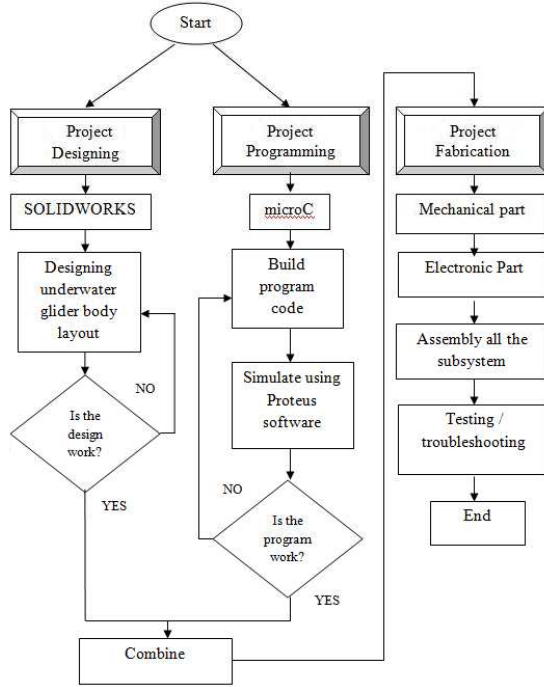 Start
Project
Designing
SOLIDWORKS
Designing
underwater
glider body
layout
NO
Is the
design
work?
YES
Project
Programming
microC
Build
program
code
Simulate using
Proteus
software
NO
Is the
program
work?
YES
Combine
Project
Fabrication
Mechanical part
Electronic Part
Assembly all the
subsystem
Testing /
troubleshooting
End